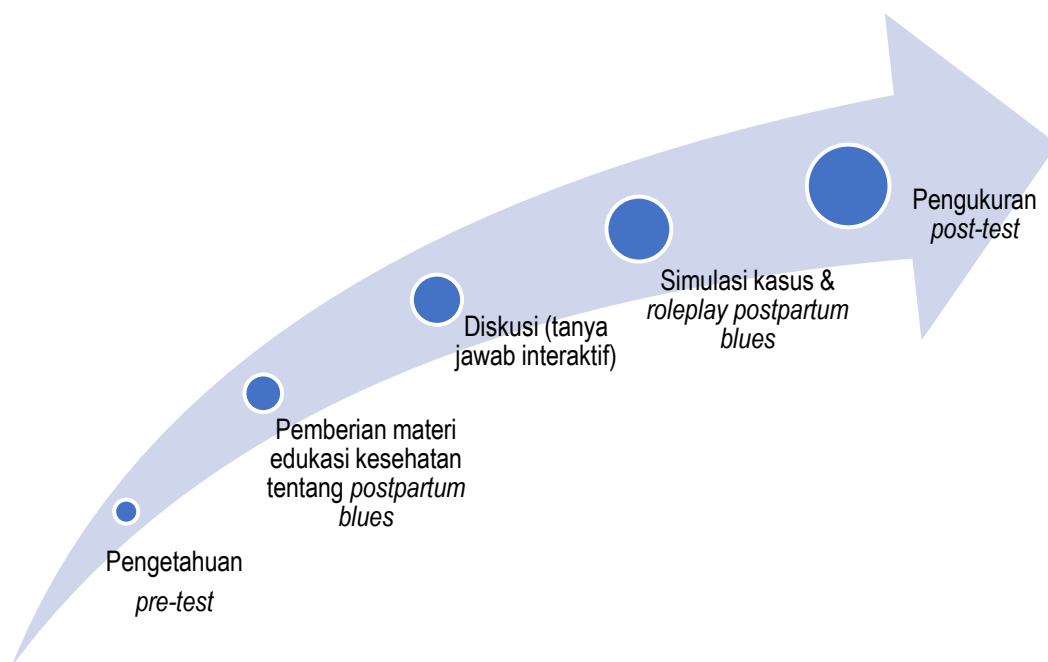 Pengetahuan
pre-test
Pemberian materi
edukasi kesehatan
tentang postpartum
blues
Diskusi (tanya
jawab interaktif)
Simulasi kasus &
roleplay postpartum
blues
Pengukuran
post-test